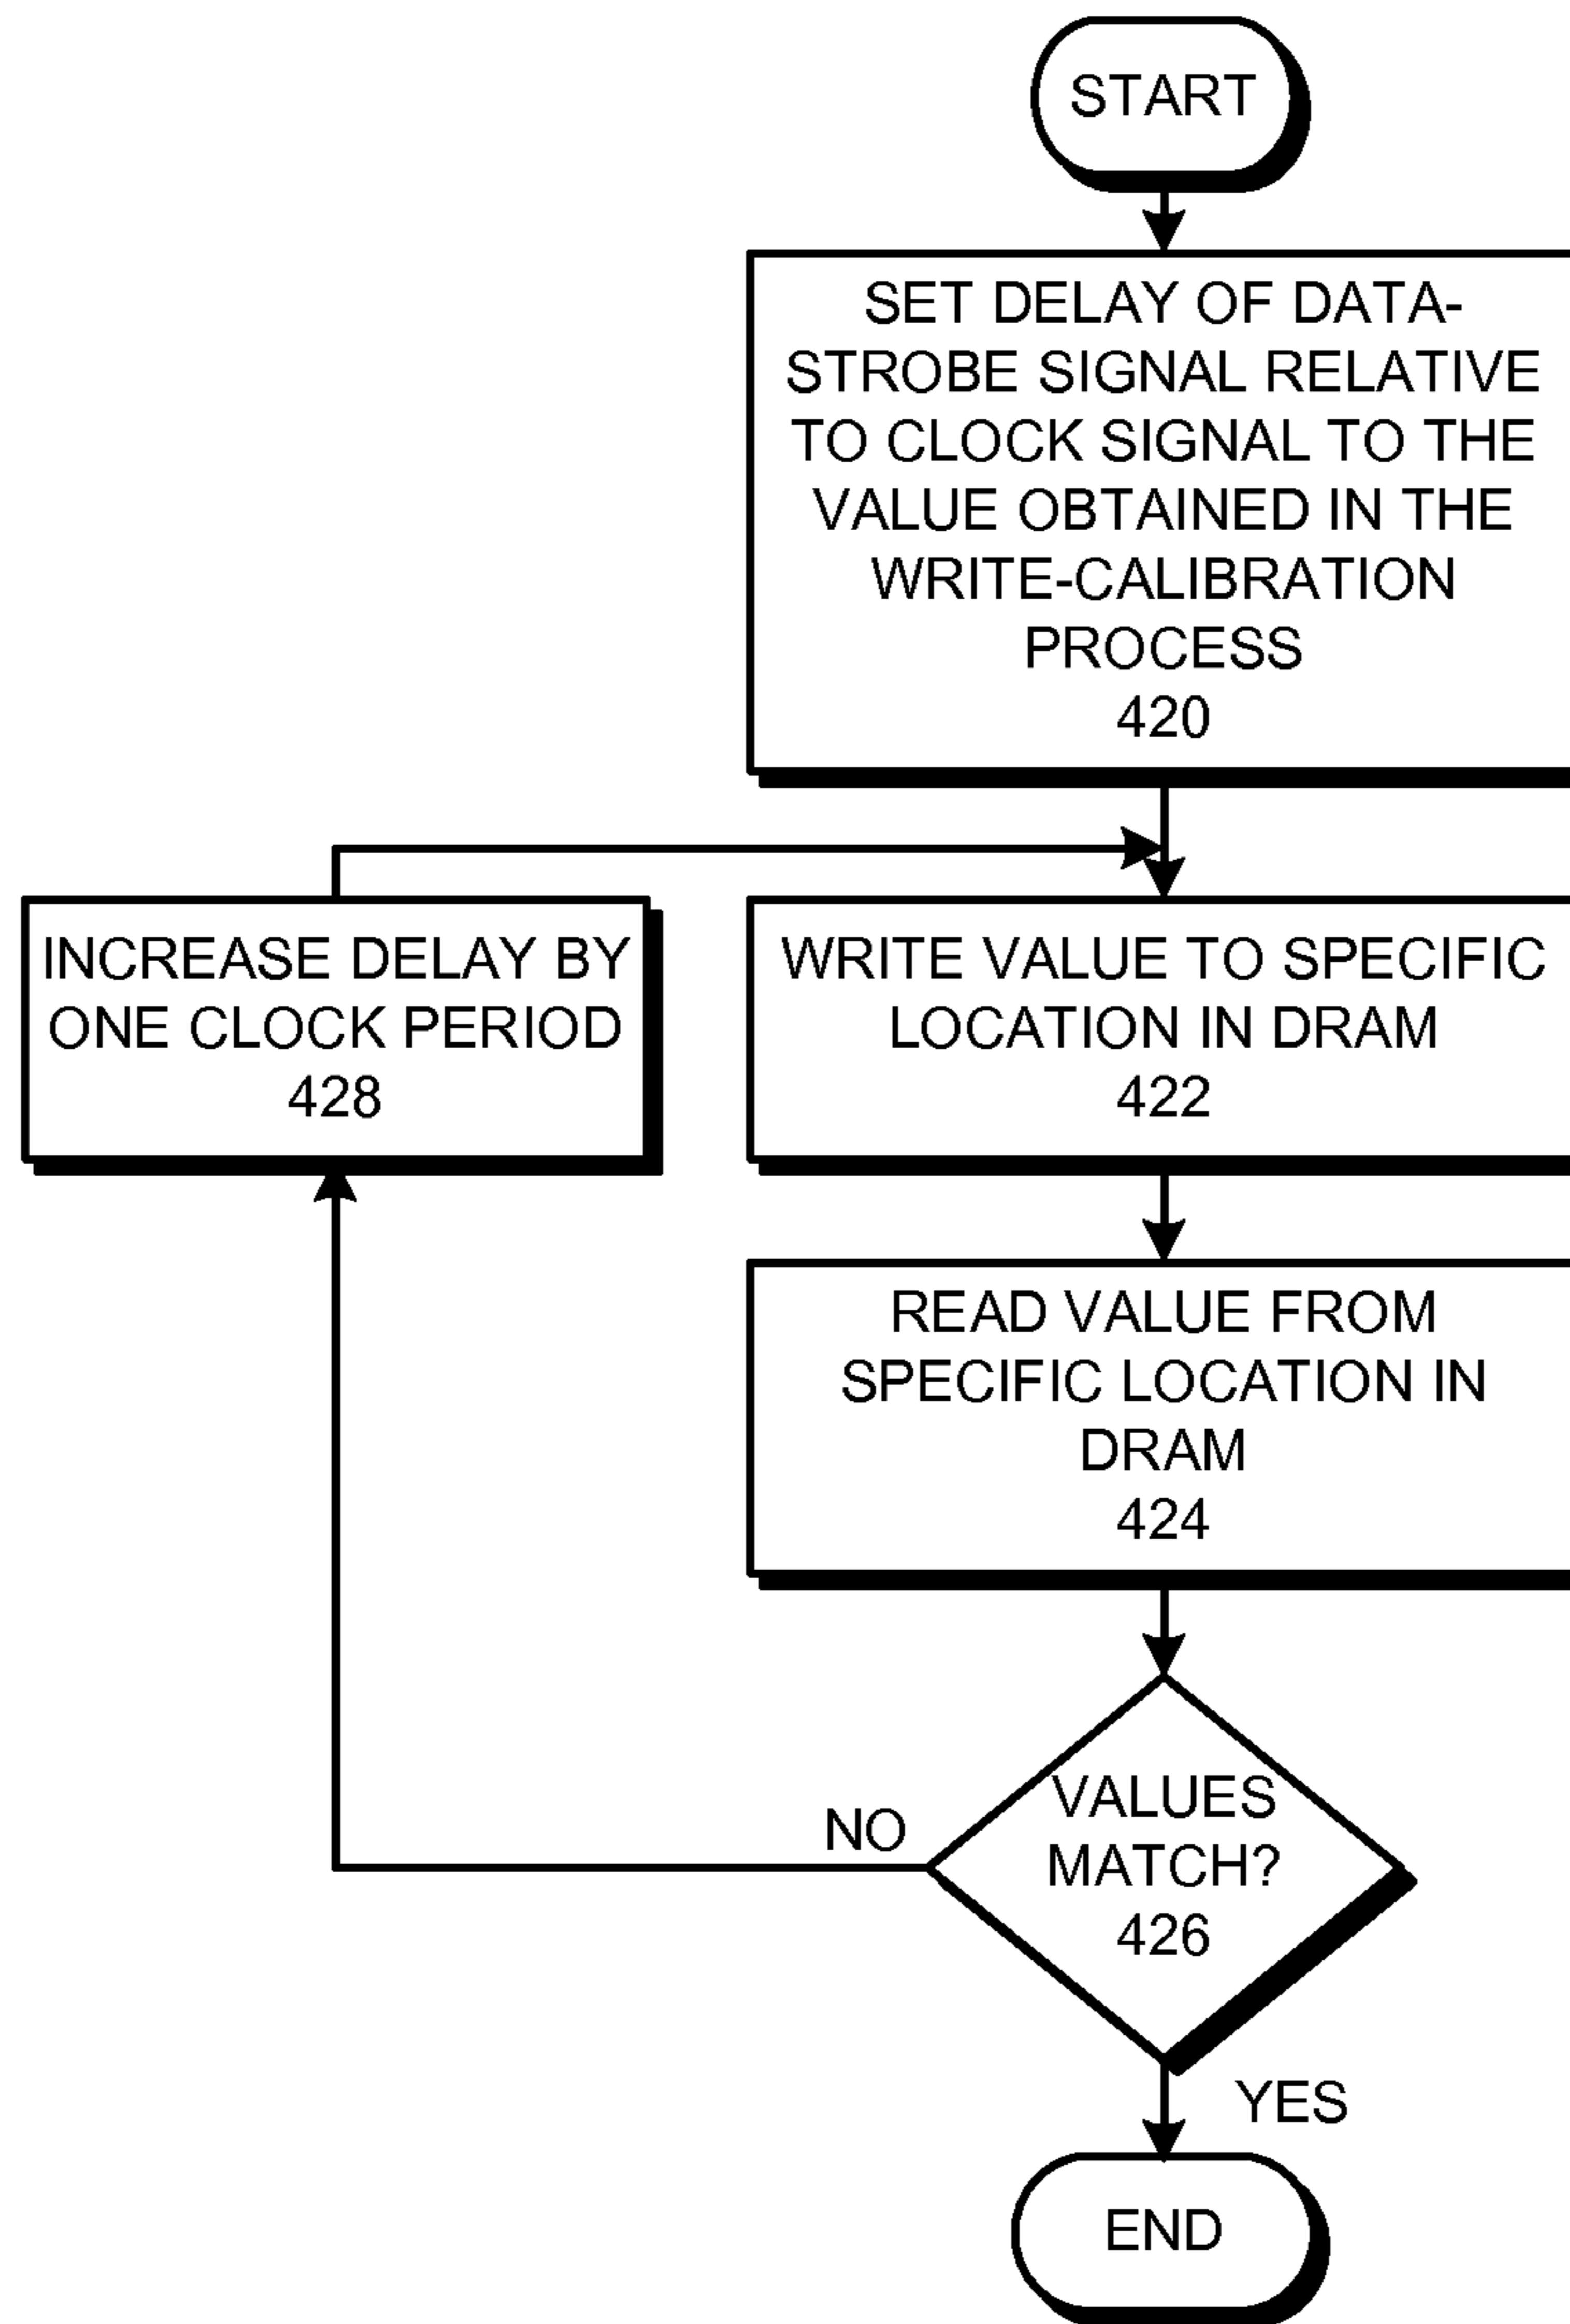 START
SET DELAY OF DATA-
STROBE SIGNAL RELATIVE
TO CLOCK SIGNAL TO THE
VALUE OBTAINED IN THE
WRITE-CALIBRATION
PROCESS
420
INCREASE DELAY BY
ONE CLOCK PERIOD
428
WRITE VALUE TO SPECIFIC
LOCATION IN DRAM
422
READ VALUE FROM
SPECIFIC LOCATION IN
DRAM
424
VALUES
MATCH?
426
NO
YES
END